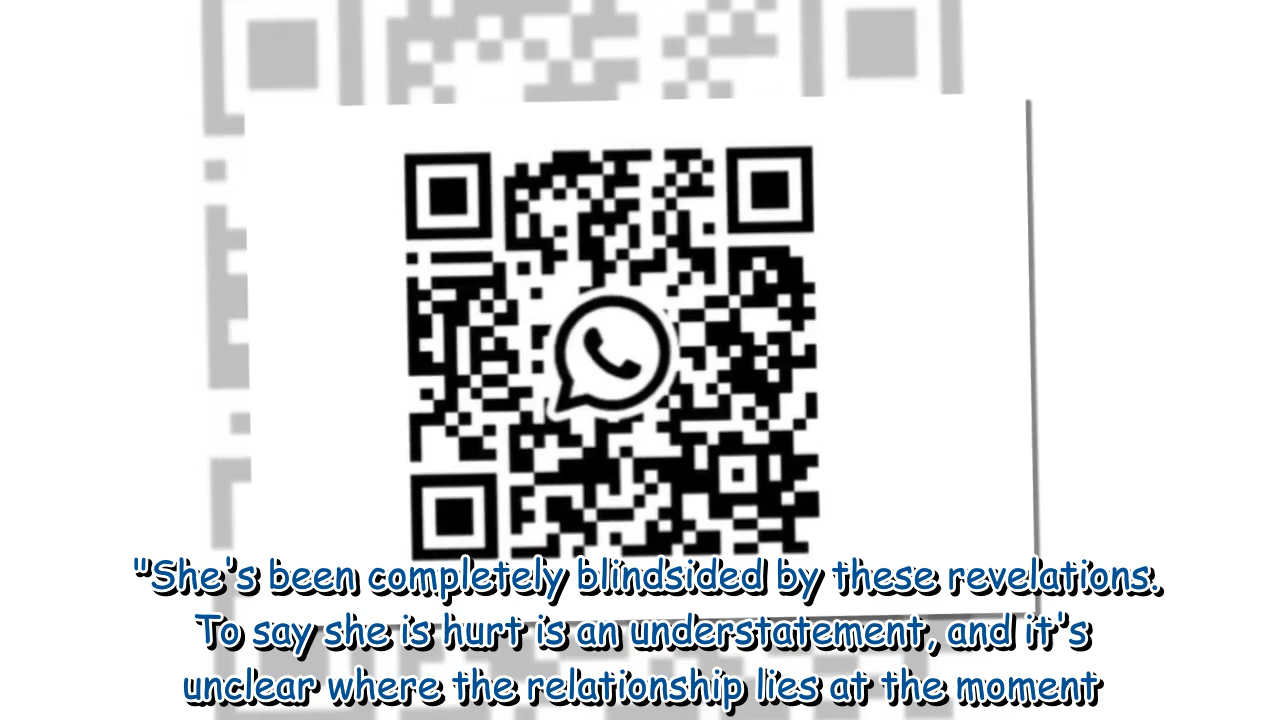 "She's been completely blindsided by these revelations.
To say she is hurt is an understatement, and it's
unclear where the relationship lies at the moment